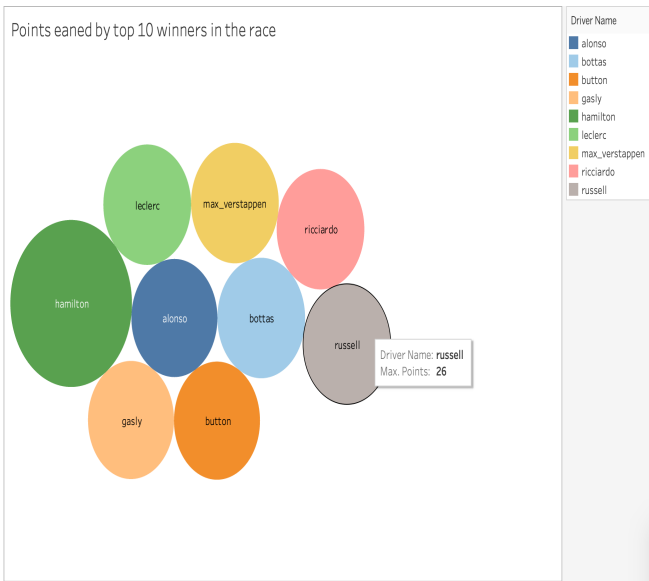 Points eaned by top 10 winners in the race
Driver Name
alonso
bottas
button
gasly
hamilton
leclerc
max_verstappen
ricciardo
russell
leclerc
max_verstappen
ricciardo
hamilton
alonso
bottas
russell
Driver Name: russell
Max. Points: 26
gasly
button